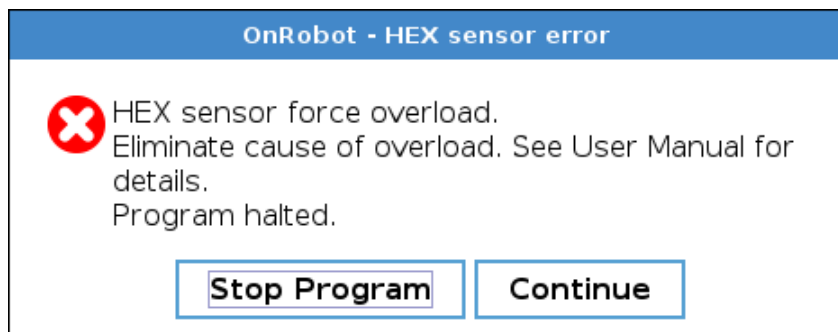 OnRobot - HEX sensor error
HEX sensor force overload.
Eliminate cause of overload. See User Manual for
details.
Program halted.
Stop Program
Continue